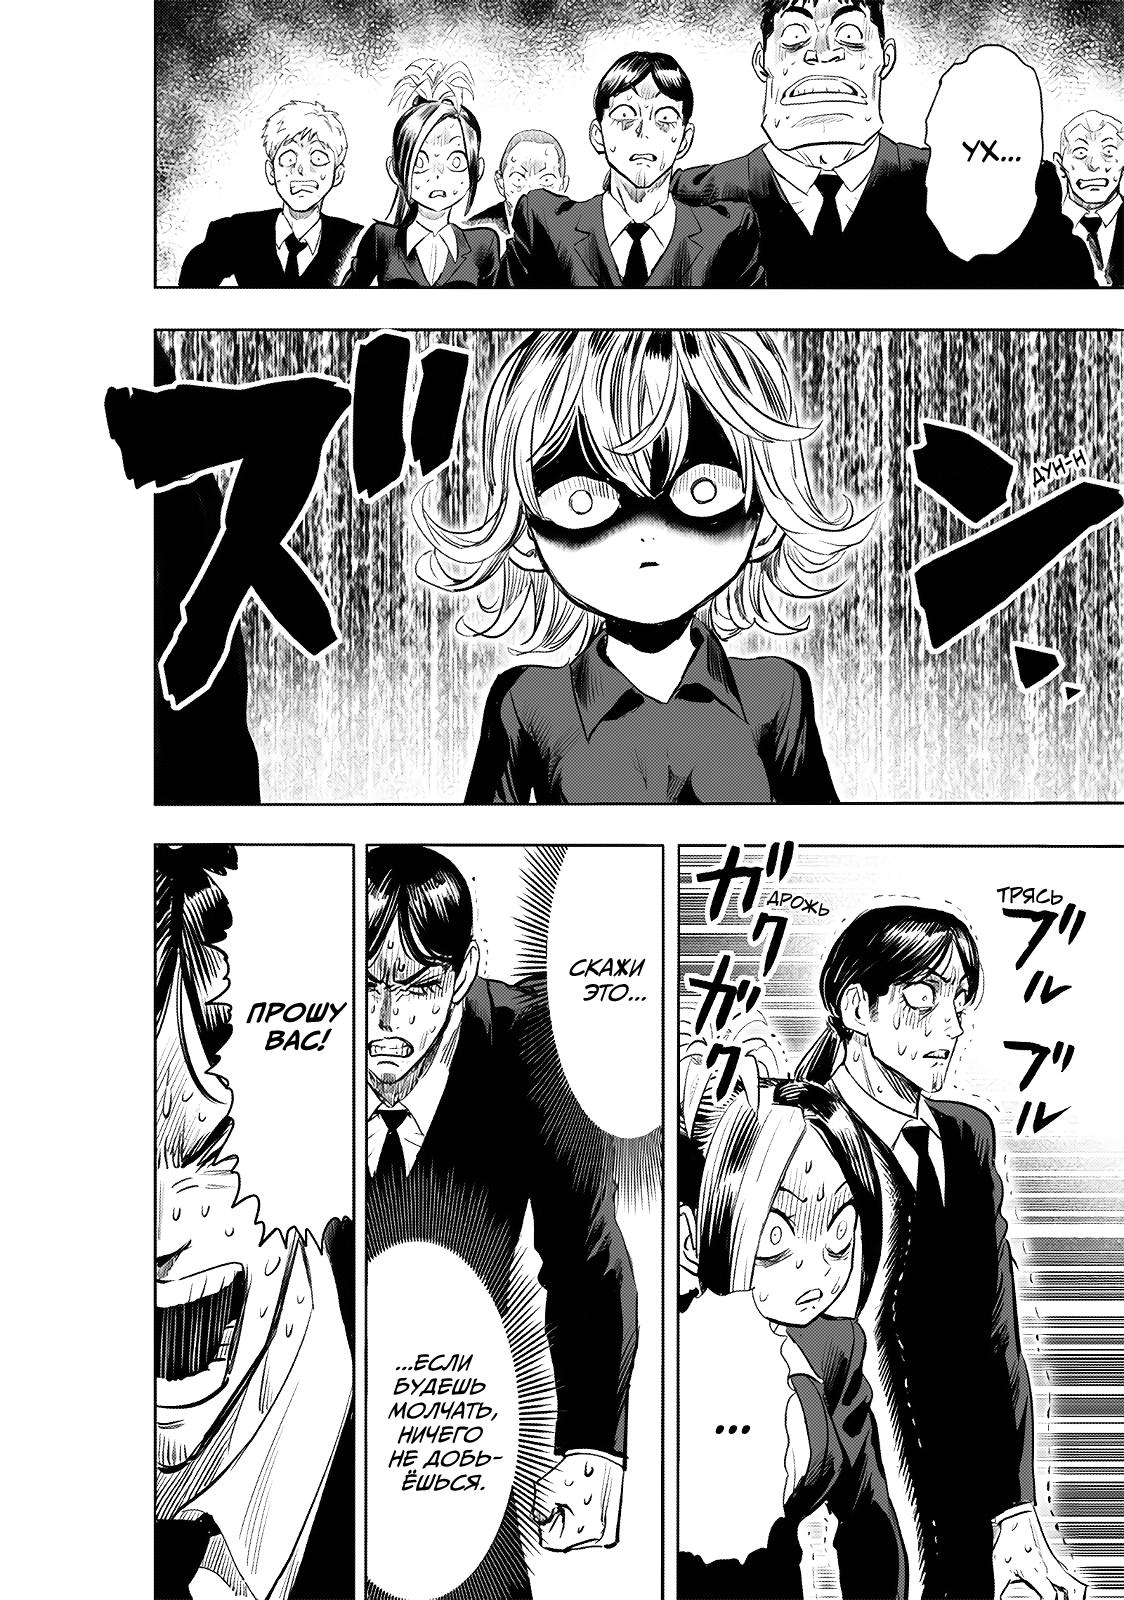 УХ...
ズーン
ДУН-Н
ТРЯСЬ
ブル
ブル
ДРОЖЬ
ガク
ガク
...
СКАЖИ
ЭТО...
...ЕСЛИ
БУДЕШЬ
МОЛЧАТЬ,
НИЧЕГО
НЕ ДОБЬ-
ЁШЬСЯ.
ПРОШУ
ВАС!